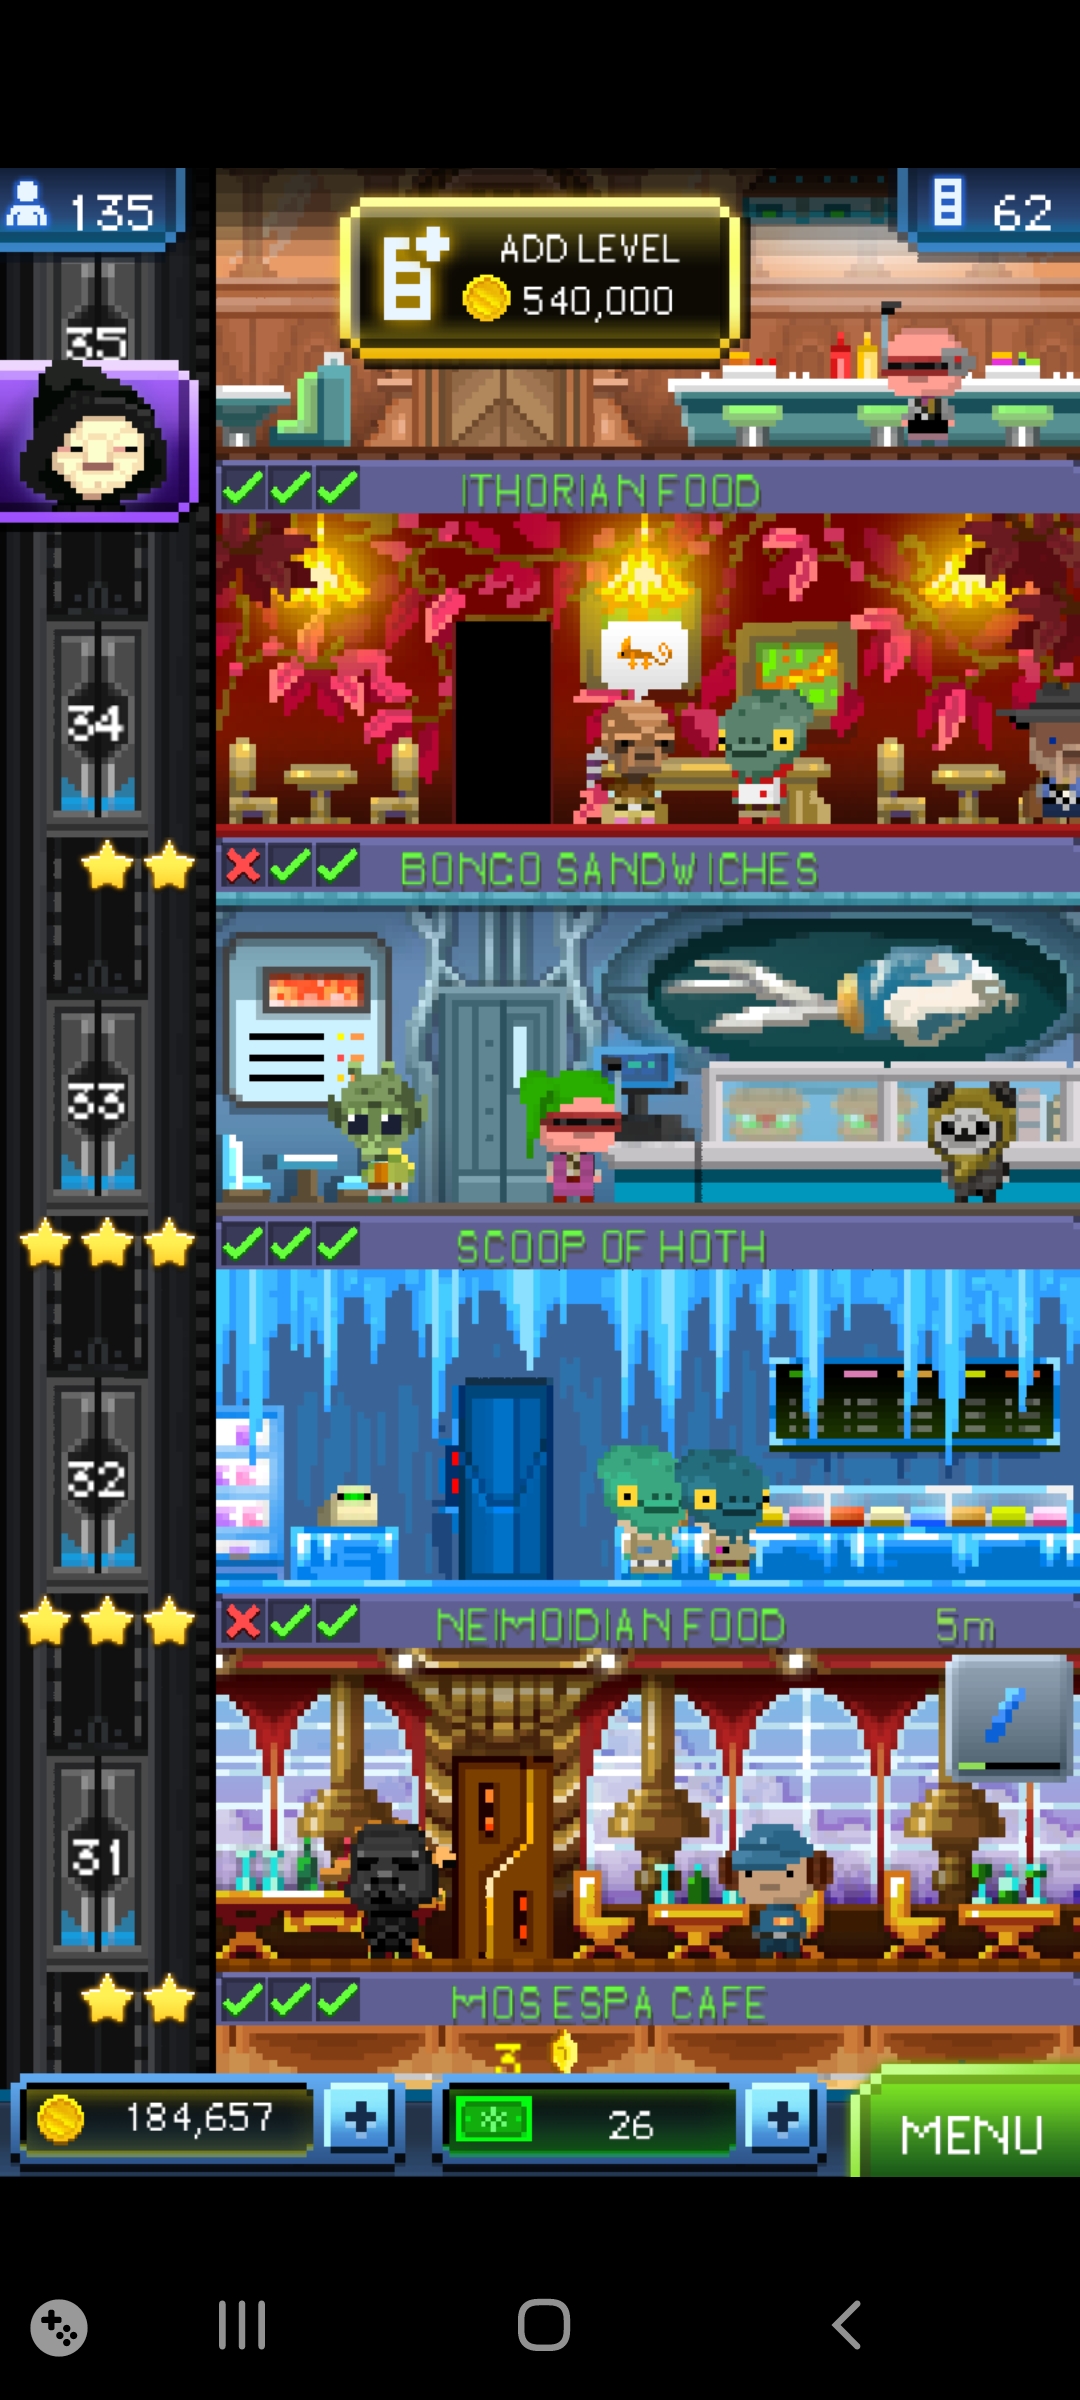 135
62
ADD LEVEL
540,000
35
ITHORIAN FOOD
34
BONGO SANDWICHES
33
SCOOP OF HOTH
32
NEIMOIDIAN FOOD 5m
31
MOS ESPA CAFE
3
184,657
26
MENU